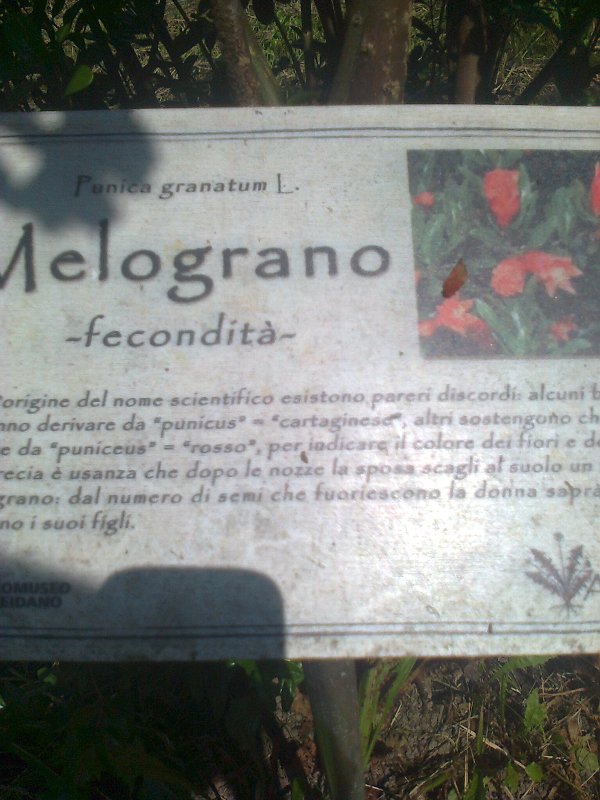 Punica granatum L.
Melograno
-fecondità-
'origine del nome scientifico esistono pareri discordi: alcuni
nno derivare da "punicus" = "cartaginese", altri sostengono ch
e da "puniceus" = "rosso", per indicare il colore dei fiori e de
recia è usanza che dopo le nozze la sposa scagli al suolo un
grano: dal numero di semi che fuoriescono la donna saprà
no i suoi figli.
OMUSEO
EIDANO